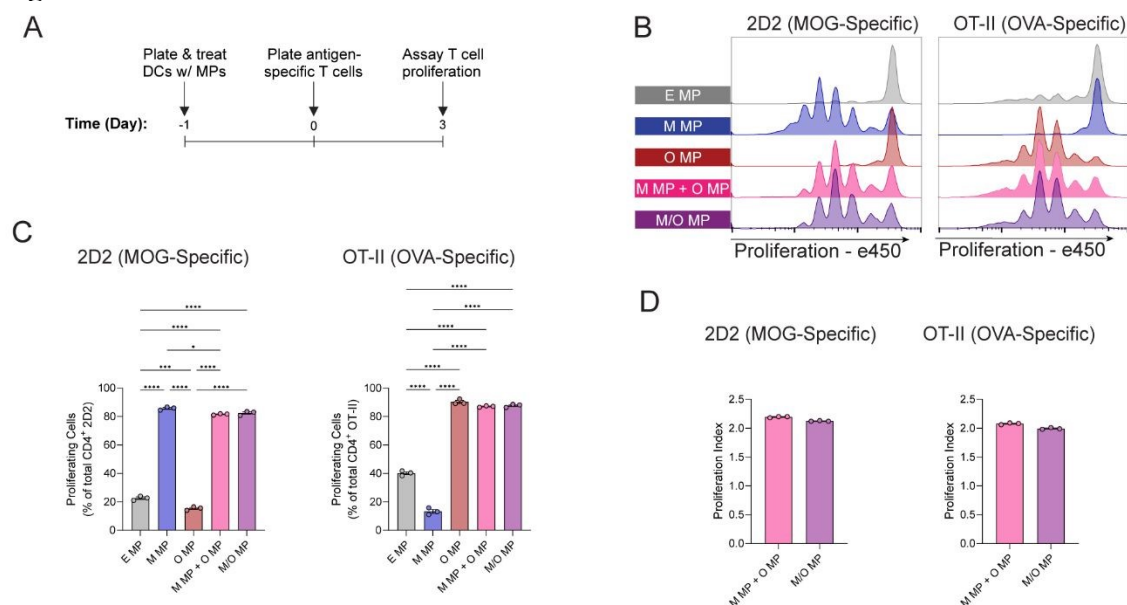 A
Plate & treat
DCs w/ MPs
Plate antigen-
specific T cells
Assay T cell
proliferation
Time (Day):
-1
0
3
B
2D2 (MOG-Specific)
OT-II (OVA-Specific)
E MP
M MP
O MP
M MP + O MP
M/O MP
Proliferation - e450
Proliferation - e450
C
2D2 (MOG-Specific)
****
****
*
*** ****
**** **** ****
Proliferating Cells
(% of total CD4+ 2D2)
100
80
60
40
20
0
E MP
M MP
O MP
M MP + O MP
M/O MP
OT-II (OVA-Specific)
****
****
****
****
****
**** ****
Proliferating Cells
(% of total CD4+ OT-II)
100
80
60
40
20
0
E MP
M MP
O MP
M MP + O MP
M/O MP
D
2D2 (MOG-Specific)
Proliferation Index
2.5
2.0
1.5
1.0
0.5
0.0
M MP + O MP
M/O MP
OT-II (OVA-Specific)
Proliferation Index
2.5
2.0
1.5
1.0
0.5
0.0
M MP + O MP
M/O MP